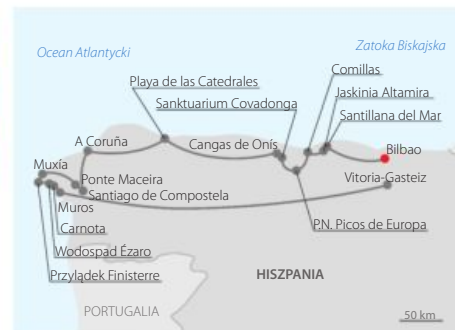 Ocean Atlantycki
Zatoka Biskajska
Comillas
Playa de las Catedrales
Jaskinia Altamira
Sanktuarium Covadonga
Santillana del Mar
A Coruña
Cangas de Onís
Bilbao
Muxía
Ponte Maceira
Vitoria-Gasteiz
Santiago de Compostela
Muros
P.N. Picos de Europa
Carnota
Wodospad Ézaro
Przylądek Finisterre
HISZPANIA
PORTUGALIA
50 km